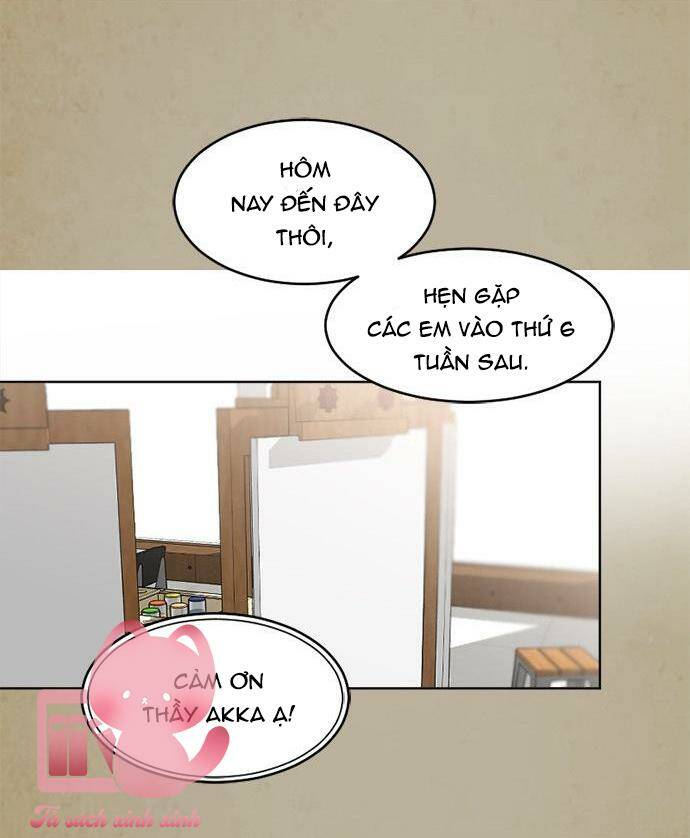 HÔM
NAY ĐẾN ĐÂY
THÔI,
HẸN GẶP
CÁC EM VÀO THỨ 6
TUẦN SAU.
CẢM ƠN
THẦY AKKA Ạ!
Tủ sách xinh xinh